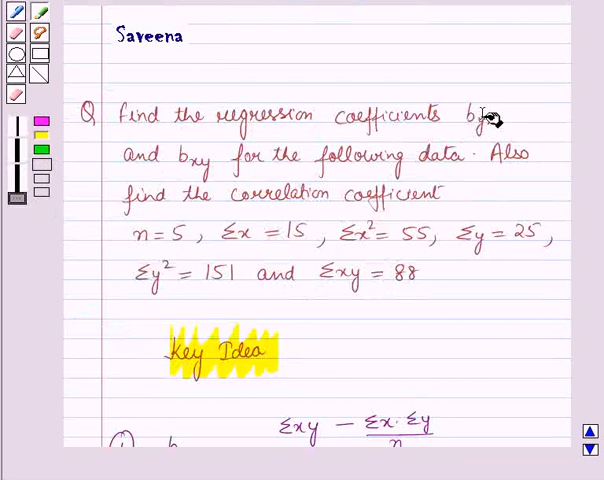 Saveena
Q Find the regression coefficients b
and bxy for the following data. Also
find the correlation coefficient
n = 5, Σx = 15, Σx² = 55, Σy = 25,
Σy² = 151 and Σxy = 88
Key Idea
Σxy − Σx·Σy
① b n